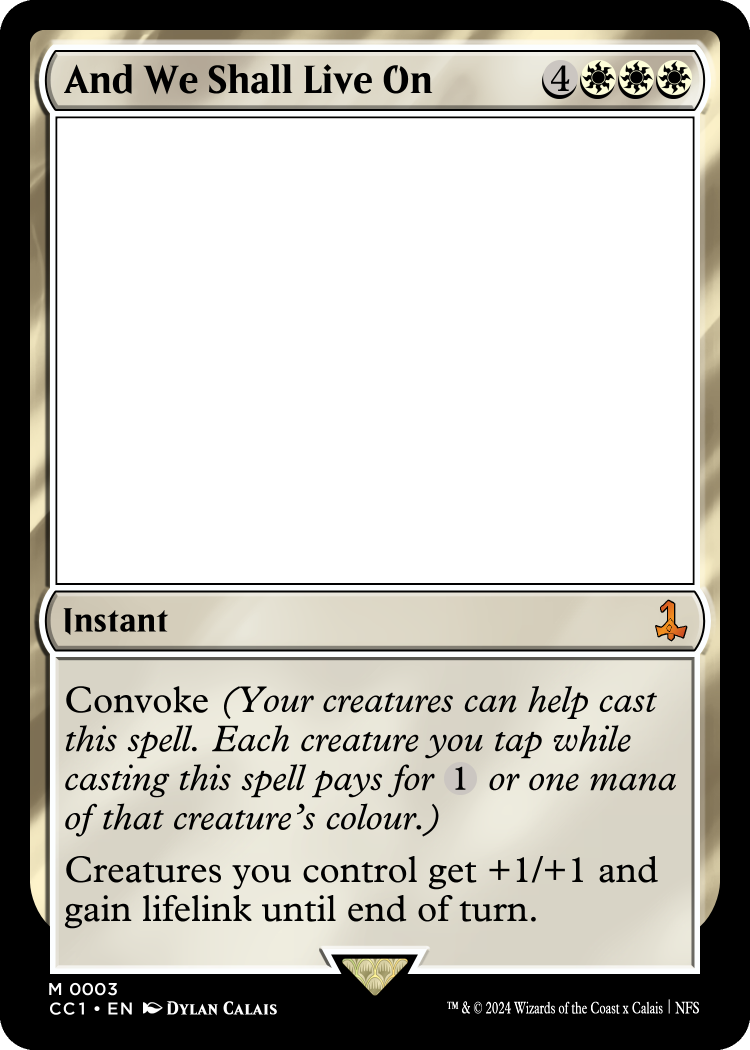 And We Shall Live On 4
Instant
Convoke (Your creatures can help cast
this spell. Each creature you tap while
casting this spell pays for 1 or one mana
of that creature's colour.)
Creatures you control get +1/+1 and
gain lifelink until end of turn.
M 0003
CC1 • EN Dylan Calais
™ & © 2024 Wizards of the Coast x Calais | NFS